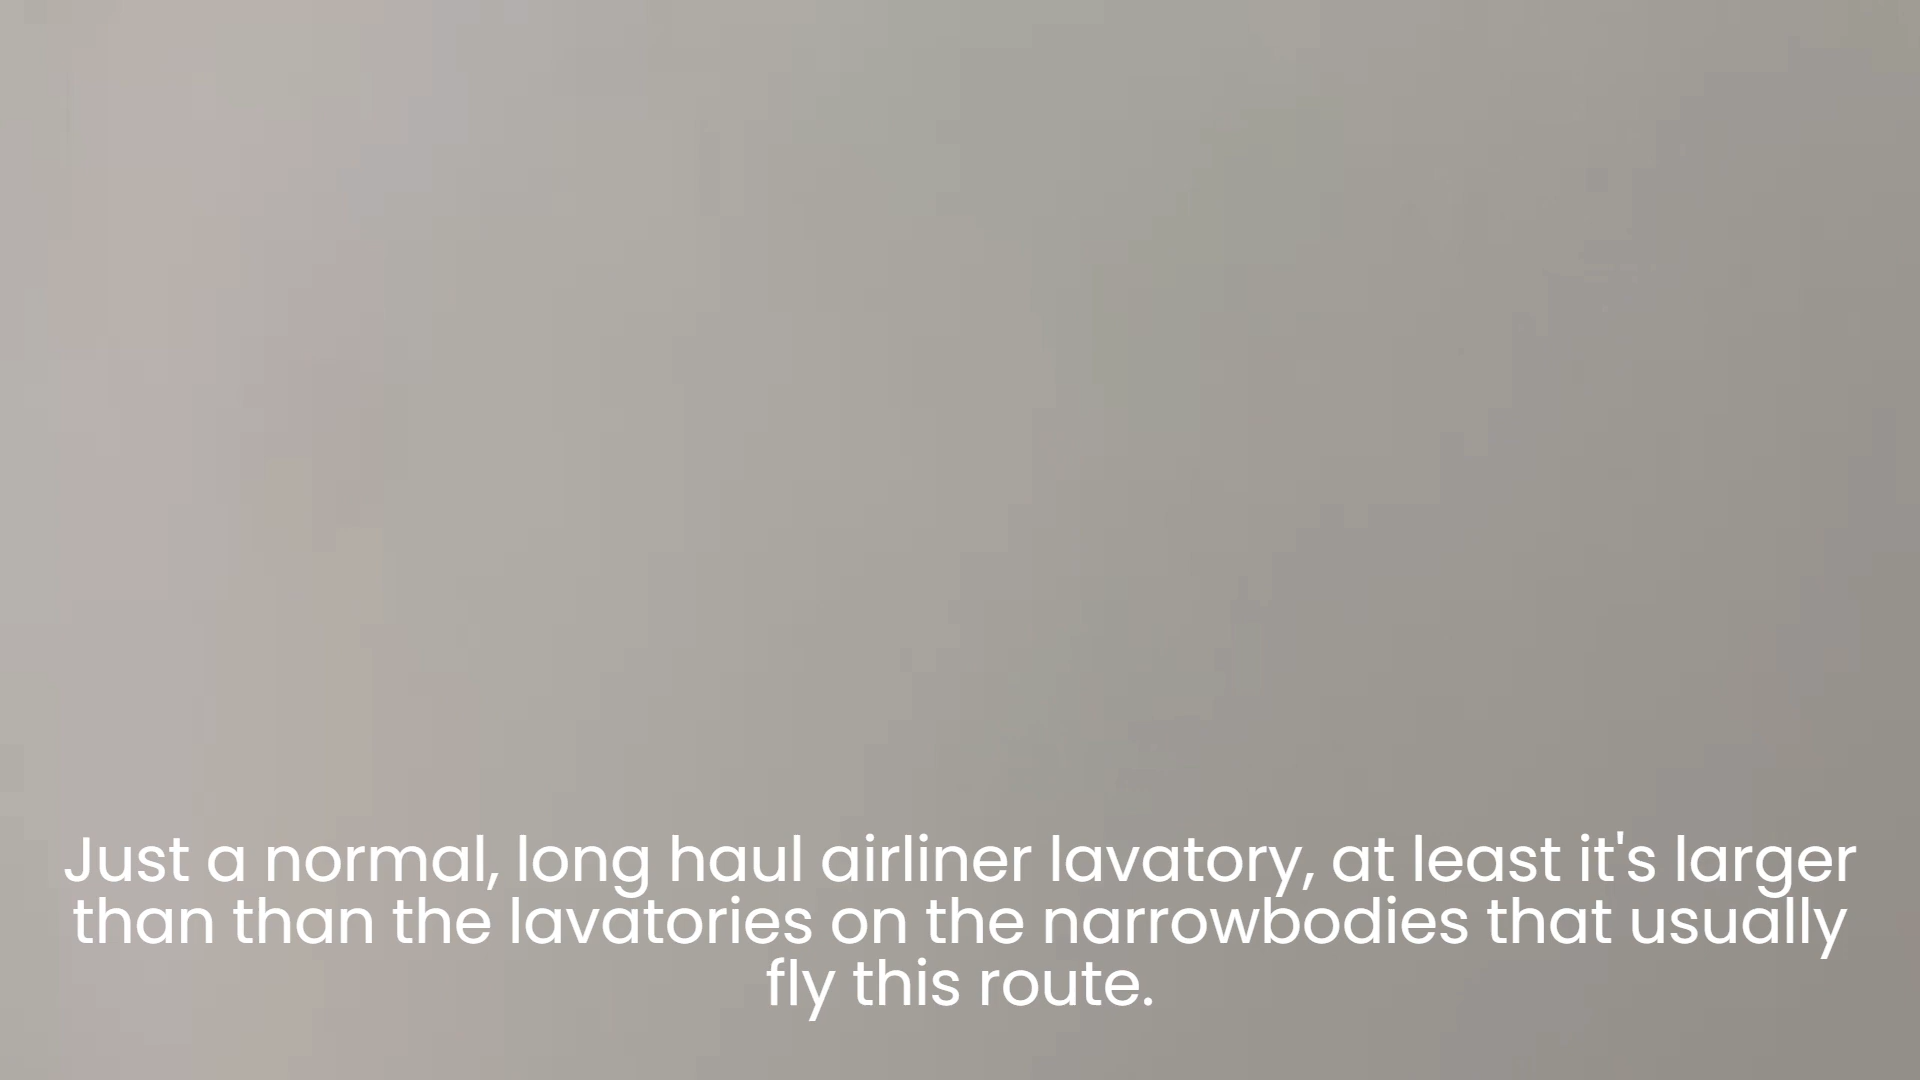 Just a normal, long haul airliner lavatory, at least it's larger
than than the lavatories on the narrowbodies that usually
fly this route.